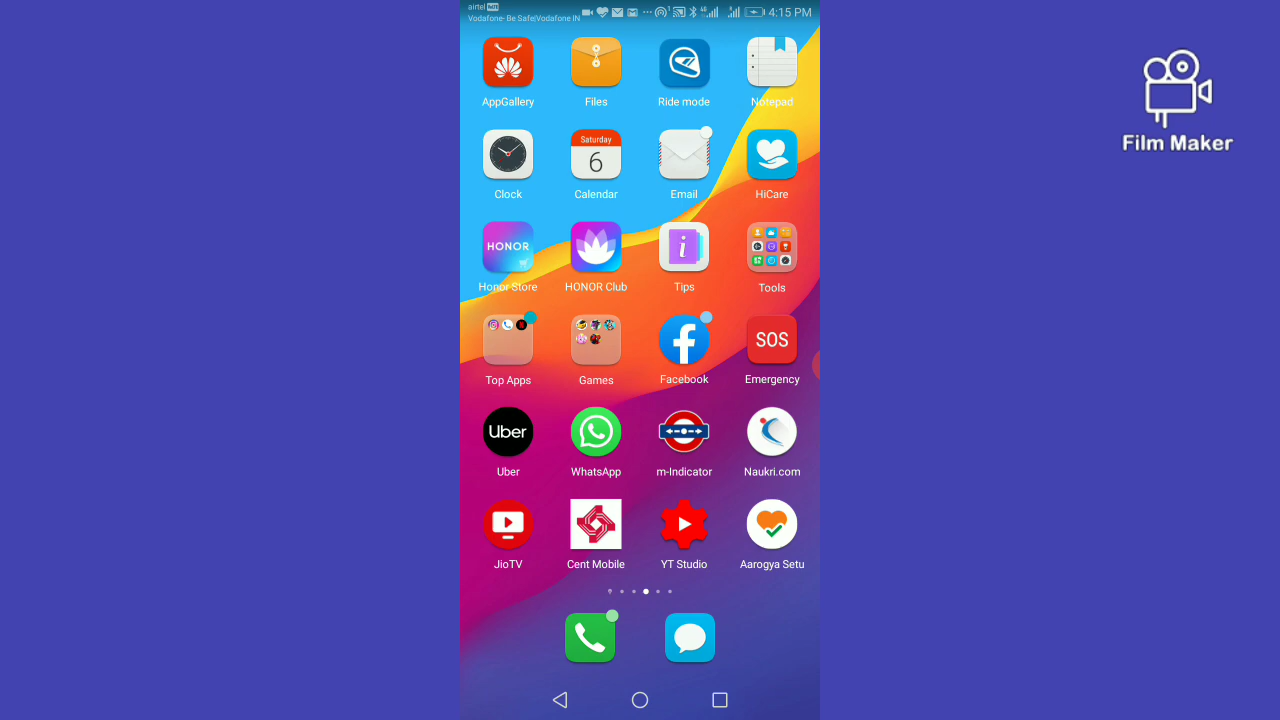 airtel
Vodafone- Be Safe|Vodafone IN
4G
4:15 PM
Film Maker
AppGallery
Files
Ride mode
Notepad
Saturday
6
Clock
Calendar
Email
HiCare
HONOR
i
Honor Store
HONOR Club
Tips
Tools
f
SOS
Top Apps
Games
Facebook
Emergency
Uber
Uber
WhatsApp
m-Indicator
Naukri.com
JioTV
Cent Mobile
YT Studio
Aarogya Setu